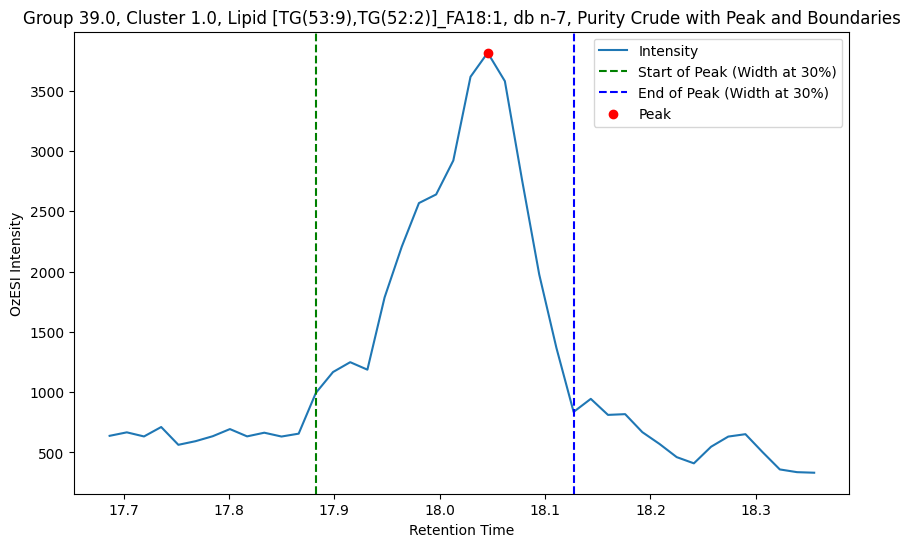 Group 39.0, Cluster 1.0, Lipid [TG(53:9),TG(52:2)]_FA18:1, db n-7, Purity Crude with Peak and Boundaries
Intensity
Start of Peak (Width at 30%)
End of Peak (Width at 30%)
Peak
OzESI Intensity
3500
3000
2500
2000
1500
1000
500
17.7 17.8 17.9 18.0 18.1 18.2 18.3
Retention Time